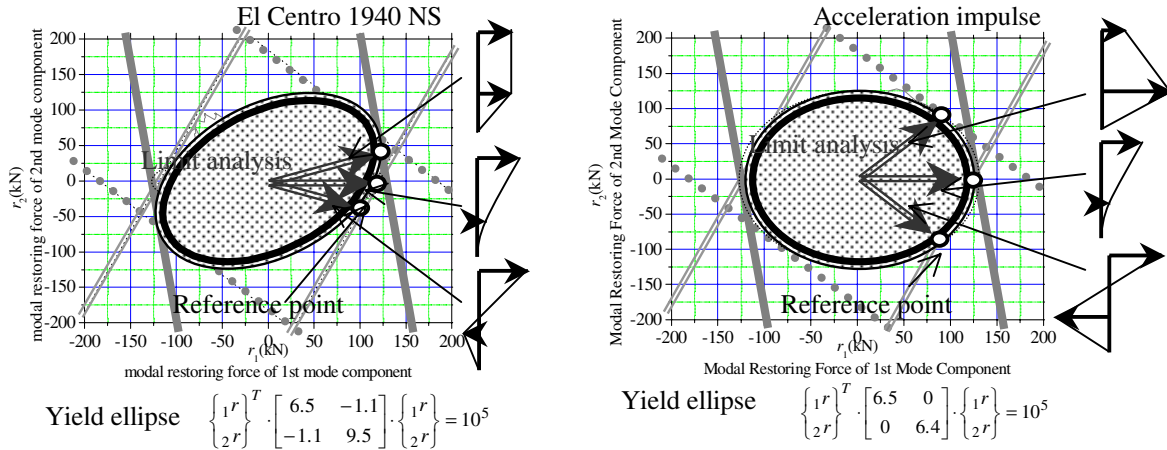 El Centro 1940 NS
200
150
100
50
0
-50
-100
-150
-200
-200 -150 -100 -50 0 50 100 150 200
modal restoring force of 2nd mode component
r2(kN)
Limit analysis
Reference point
r1(kN)
modal restoring force of 1st mode component
Yield ellipse {1r 2r}^T · [6.5 -1.1 -1.1 9.5] · {1r 2r} = 10^5
Acceleration impulse
200
150
100
50
0
-50
-100
-150
-200
-200 -150 -100 -50 0 50 100 150 200
Modal Restoring Force of 2nd Mode Component
r2(kN)
Limit analysis
Reference point
r1(kN)
Modal Restoring Force of 1st Mode Component
Yield ellipse {1r 2r}^T · [6.5 0 0 6.4] · {1r 2r} = 10^5